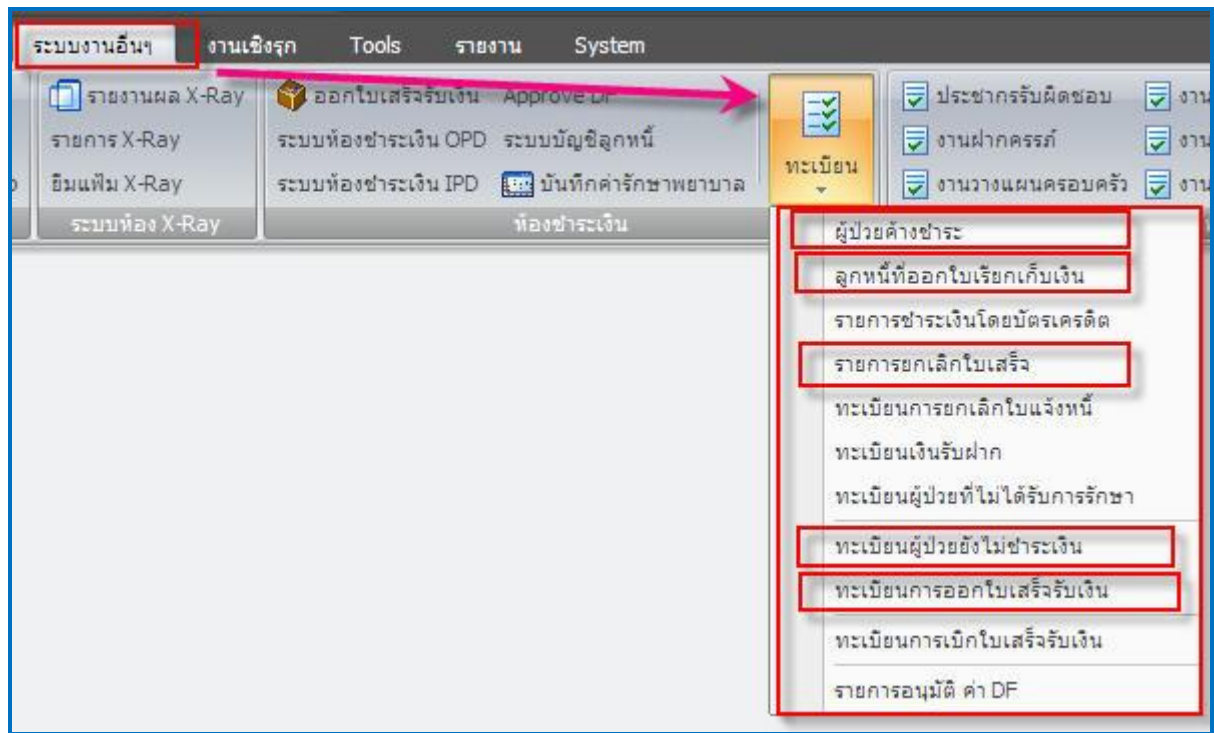 ระบบงานอื่นๆ งานเชิงรุก Tools รายงาน System
รายงานผล X-Ray ออกใบเสร็จรับเงิน Approve DF ประชากรรับผิดชอบ
รายการ X-Ray ระบบห้องชำระเงิน OPD ระบบบัญชีลูกหนี้ งานฝากครรภ์
ทะเบียน
ยืมแฟ้ม X-Ray ระบบห้องชำระเงิน IPD บันทึกค่ารักษาพยาบาล งานวางแผนครอบครัว
ระบบห้อง X-Ray ห้องชำระเงิน
ผู้ป่วยค้างชำระ
ลูกหนี้ที่ออกใบเรียกเก็บเงิน
รายการชำระเงินโดยบัตรเครดิต
รายการยกเลิกใบเสร็จ
ทะเบียนการยกเลิกใบแจ้งหนี้
ทะเบียนเงินรับฝาก
ทะเบียนผู้ป่วยที่ไม่ได้รับการรักษา
ทะเบียนผู้ป่วยยังไม่ชำระเงิน
ทะเบียนการออกใบเสร็จรับเงิน
ทะเบียนการเบิกใบเสร็จรับเงิน
รายการอนุมัติ ค่า DF